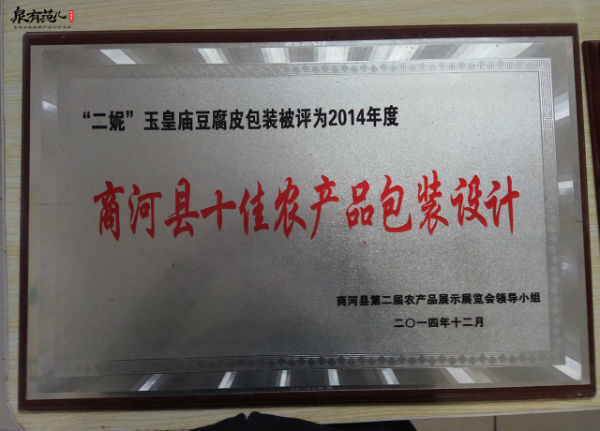 泉有范儿
“二妮”玉皇庙豆腐皮包装被评为2014年度
商河县十佳农产品包装设计
商河县第二届农产品展示展览会领导小组
二〇一四年十二月